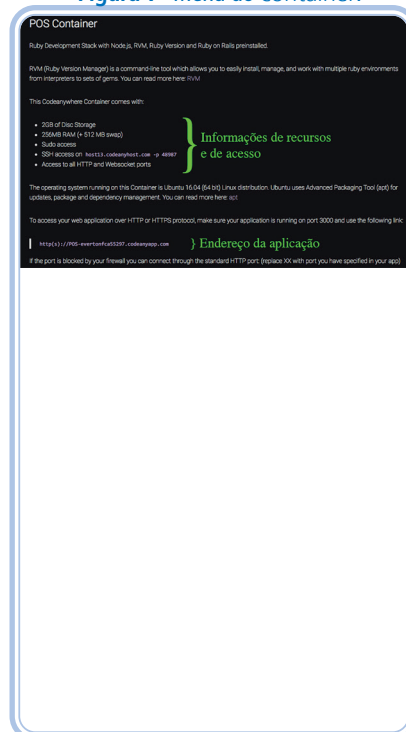 POS Container
Ruby Development Stack with Node.js, RVM, Ruby Version and Ruby on Rails preinstalled.
RVM (Ruby Version Manager) is a command-line tool which allows you to easily install, manage, and work with multiple ruby environments
from interpreters to sets of gems. You can read more here: RVM
This Codeanywhere Container comes with:
• 2GB of Disc Storage
• 256MB RAM (+ 512 MB swap)
• Sudo access
• SSH access on host13.codeanyhost.com -p 48987
• Access to all HTTP and Websocket ports
Informações de recursos
e de acesso
The operating system running on this Container is Ubuntu 16.04 (64 bit) Linux distribution. Ubuntu uses Advanced Packaging Tool (apt) for
updates, package and dependency management. You can read more here: apt
To access your web application over HTTP or HTTPS protocol, make sure your application is running on port 3000 and use the following link:
http(s)://POS-evertonfca55297.codeanyapp.com } Endereço da aplicação
If the port is blocked by your firewall you can connect through the standard HTTP port: (replace XX with port you have specified in your app)